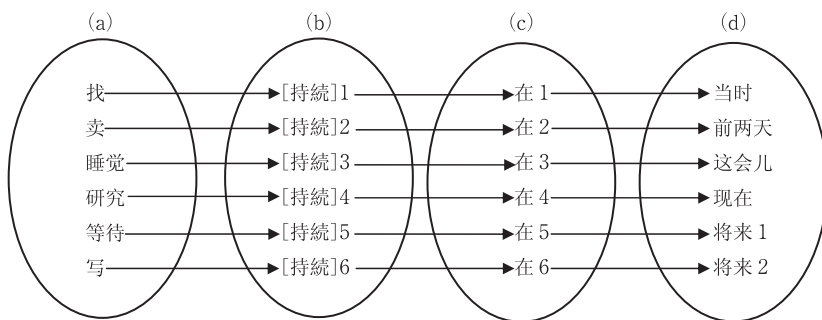 (a) (b) (c) (d)
找 [持続]1 在1 当时
卖 [持続]2 在2 前两天
睡觉 [持続]3 在3 这会儿
研究 [持続]4 在4 现在
等待 [持続]5 在5 将来1
写 [持続]6 在6 将来2